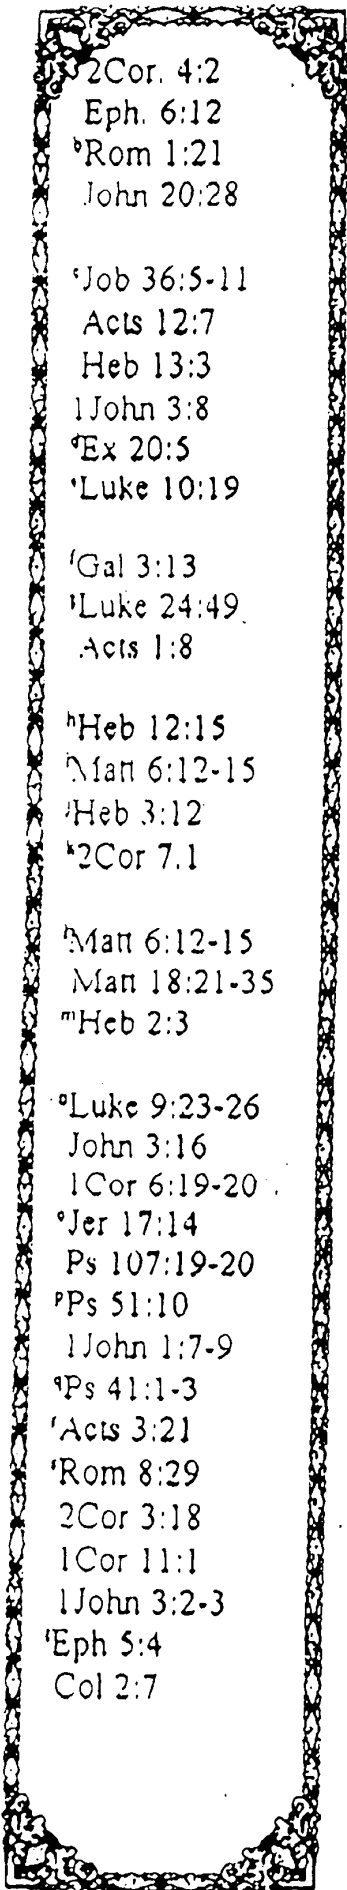 2Cor. 4:2
Eph. 6:12
ᵇRom 1:21
John 20:28
ᶜJob 36:5-11
Acts 12:7
Heb 13:3
1John 3:8
ᵈEx 20:5
ᵉLuke 10:19
ᶠGal 3:13
ᵍLuke 24:49
Acts 1:8
ʰHeb 12:15
ⁱMatt 6:12-15
ʲHeb 3:12
ᵏ2Cor 7.1
ˡMatt 6:12-15
Matt 18:21-35
ᵐHeb 2:3
ⁿLuke 9:23-26
John 3:16
1Cor 6:19-20
ᵒJer 17:14
Ps 107:19-20
ᵖPs 51:10
1John 1:7-9
qPs 41:1-3
ʳActs 3:21
ˢRom 8:29
2Cor 3:18
1Cor 11:1
1John 3:2-3
ᵗEph 5:4
Col 2:7